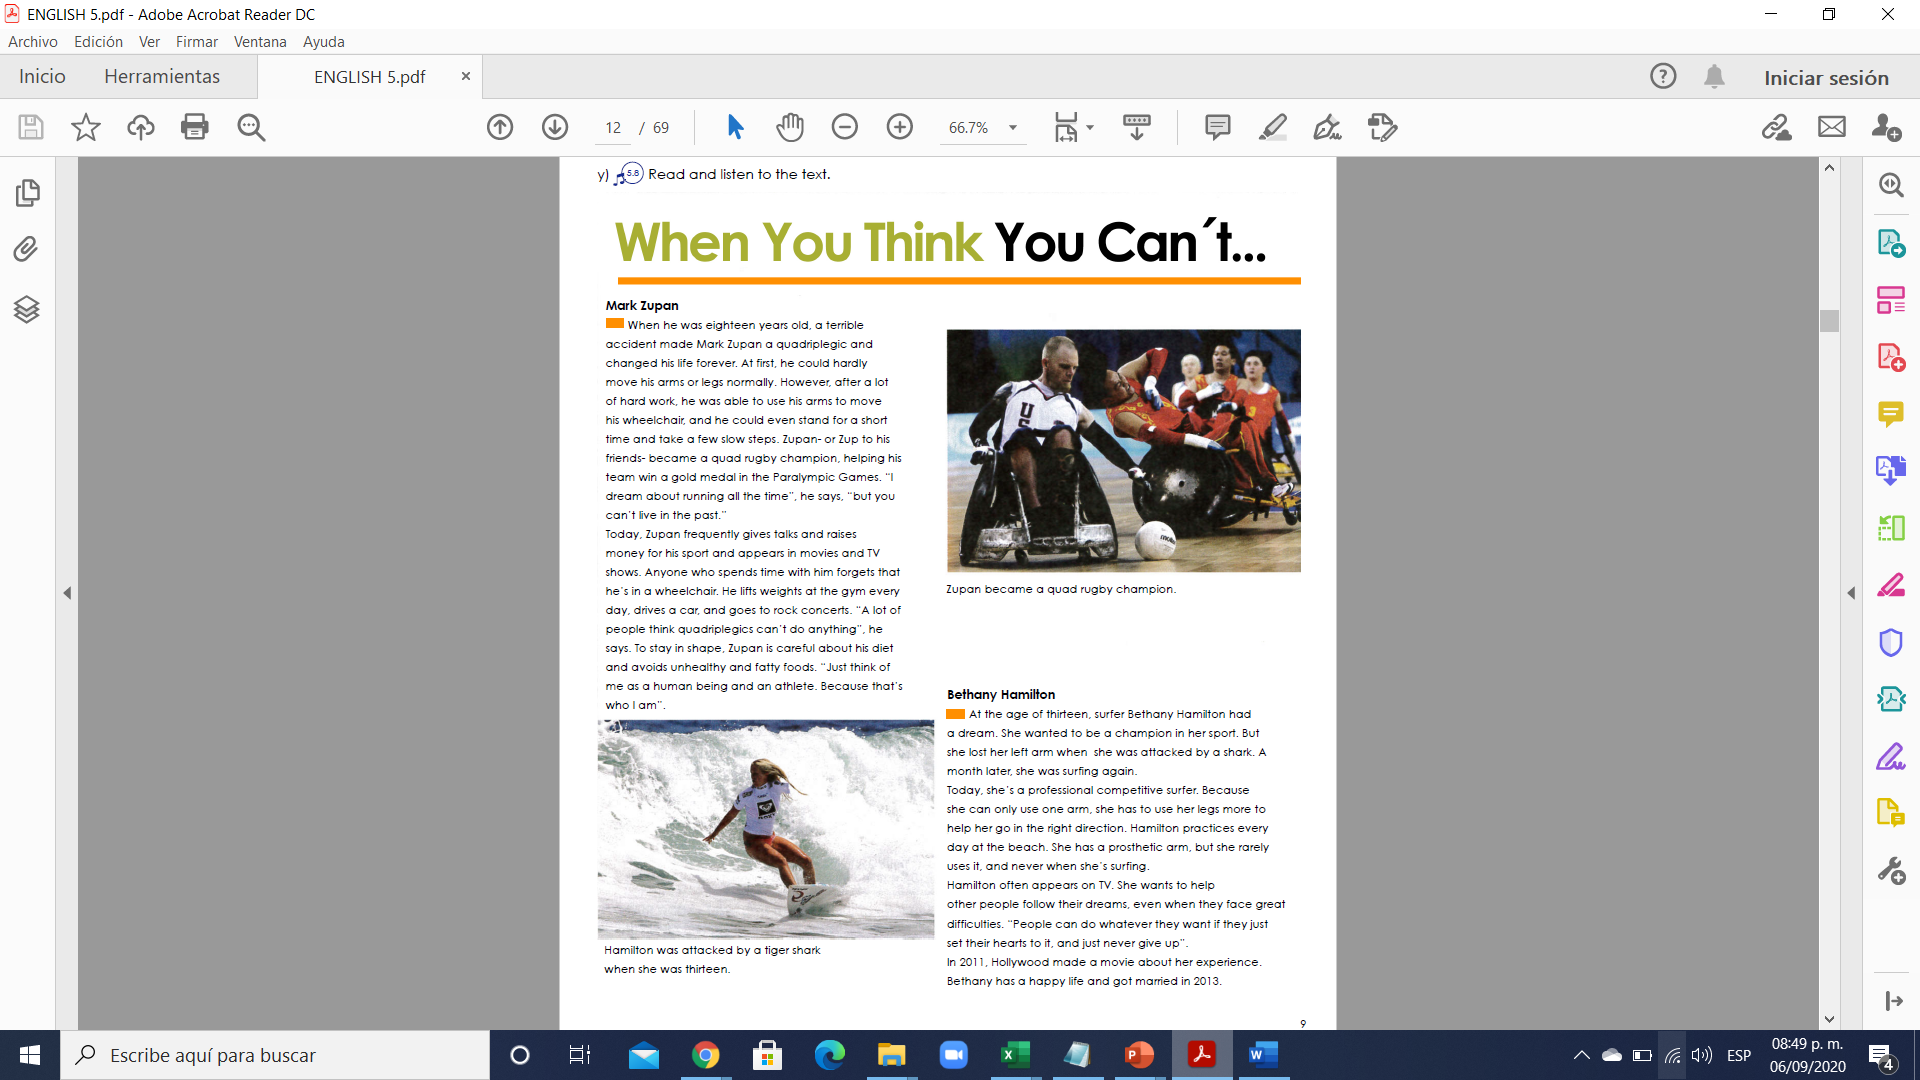 ENGLISH 5.pdf - Adobe Acrobat Reader DC
Archivo Edición Ver Firmar Ventana Ayuda
Inicio Herramientas ENGLISH 5.pdf × Iniciar sesión
12 / 69 66.7%
y) 5.8 Read and listen to the text.
When You Think You Can´t...
Mark Zupan
When he was eighteen years old, a terrible
accident made Mark Zupan a quadriplegic and
changed his life forever. At first, he could hardly
move his arms or legs normally. However, after a lot
of hard work, he was able to use his arms to move
his wheelchair, and he could even stand for a short
time and take a few slow steps. Zupan- or Zup to his
friends- became a quad rugby champion, helping his
team win a gold medal in the Paralympic Games. "I
dream about running all the time", he says, "but you
can't live in the past."
Today, Zupan frequently gives talks and raises
money for his sport and appears in movies and TV
shows. Anyone who spends time with him forgets that
he's in a wheelchair. He lifts weights at the gym every
day, drives a car, and goes to rock concerts. "A lot of
people think quadriplegics can't do anything", he
says. To stay in shape, Zupan is careful about his diet
and avoids unhealthy and fatty foods. "Just think of
me as a human being and an athlete. Because that's
who I am".
Hamilton was attacked by a tiger shark
when she was thirteen.
Zupan became a quad rugby champion.
Bethany Hamilton
At the age of thirteen, surfer Bethany Hamilton had
a dream. She wanted to be a champion in her sport. But
she lost her left arm when she was attacked by a shark. A
month later, she was surfing again.
Today, she's a professional competitive surfer. Because
she can only use one arm, she has to use her legs more to
help her go in the right direction. Hamilton practices every
day at the beach. She has a prosthetic arm, but she rarely
uses it, and never when she's surfing.
Hamilton often appears on TV. She wants to help
other people follow their dreams, even when they face great
difficulties. "People can do whatever they want if they just
set their hearts to it, and just never give up".
In 2011, Hollywood made a movie about her experience.
Bethany has a happy life and got married in 2013.
9
Escribe aquí para buscar
ESP
08:49 p. m.
06/09/2020
4